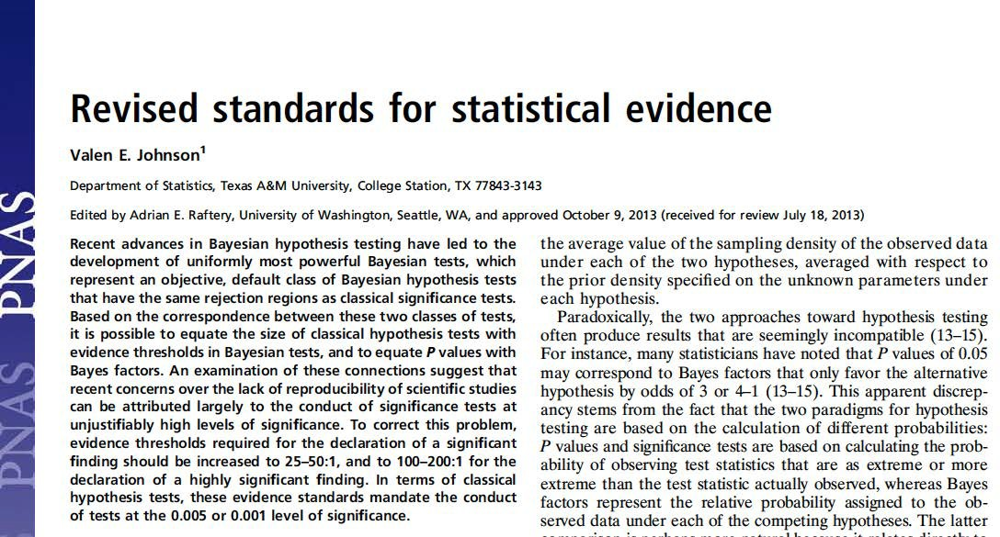 PNAS
PNAS
Revised standards for statistical evidence
Valen E. Johnson1
Department of Statistics, Texas A&M University, College Station, TX 77843-3143
Edited by Adrian E. Raftery, University of Washington, Seattle, WA, and approved October 9, 2013 (received for review July 18, 2013)
Recent advances in Bayesian hypothesis testing have led to the
development of uniformly most powerful Bayesian tests, which
represent an objective, default class of Bayesian hypothesis tests
that have the same rejection regions as classical significance tests.
Based on the correspondence between these two classes of tests,
it is possible to equate the size of classical hypothesis tests with
evidence thresholds in Bayesian tests, and to equate P values with
Bayes factors. An examination of these connections suggest that
recent concerns over the lack of reproducibility of scientific studies
can be attributed largely to the conduct of significance tests at
unjustifiably high levels of significance. To correct this problem,
evidence thresholds required for the declaration of a significant
finding should be increased to 25–50:1, and to 100–200:1 for the
declaration of a highly significant finding. In terms of classical
hypothesis tests, these evidence standards mandate the conduct
of tests at the 0.005 or 0.001 level of significance.
the average value of the sampling density of the observed data
under each of the two hypotheses, averaged with respect to
the prior density specified on the unknown parameters under
each hypothesis.
Paradoxically, the two approaches toward hypothesis testing
often produce results that are seemingly incompatible (13–15).
For instance, many statisticians have noted that P values of 0.05
may correspond to Bayes factors that only favor the alternative
hypothesis by odds of 3 or 4–1 (13–15). This apparent discrep-
ancy stems from the fact that the two paradigms for hypothesis
testing are based on the calculation of different probabilities:
P values and significance tests are based on calculating the prob-
ability of observing test statistics that are as extreme or more
extreme than the test statistic actually observed, whereas Bayes
factors represent the relative probability assigned to the ob-
served data under each of the competing hypotheses. The latter